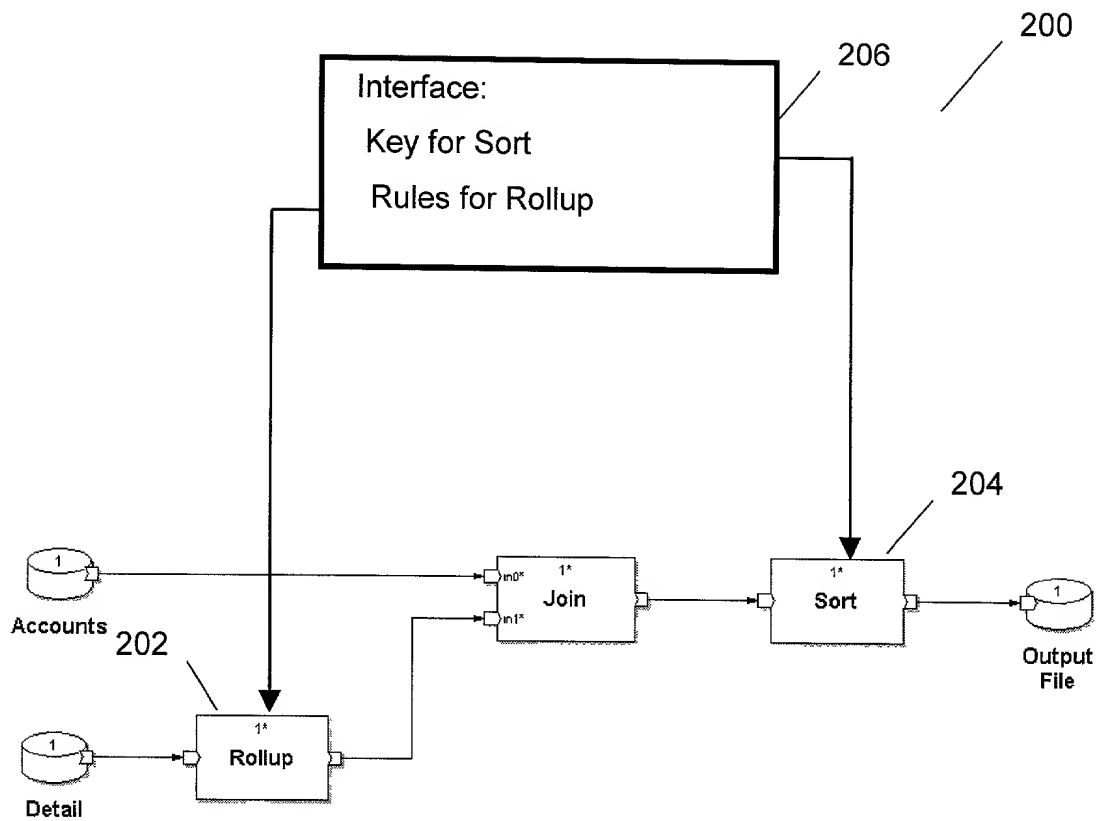 200
206
Interface:
Key for Sort
Rules for Rollup
204
1
Accounts
in0*
in1*
1*
Join
1*
Sort
1
Output
File
202
1
Detail
1*
Rollup